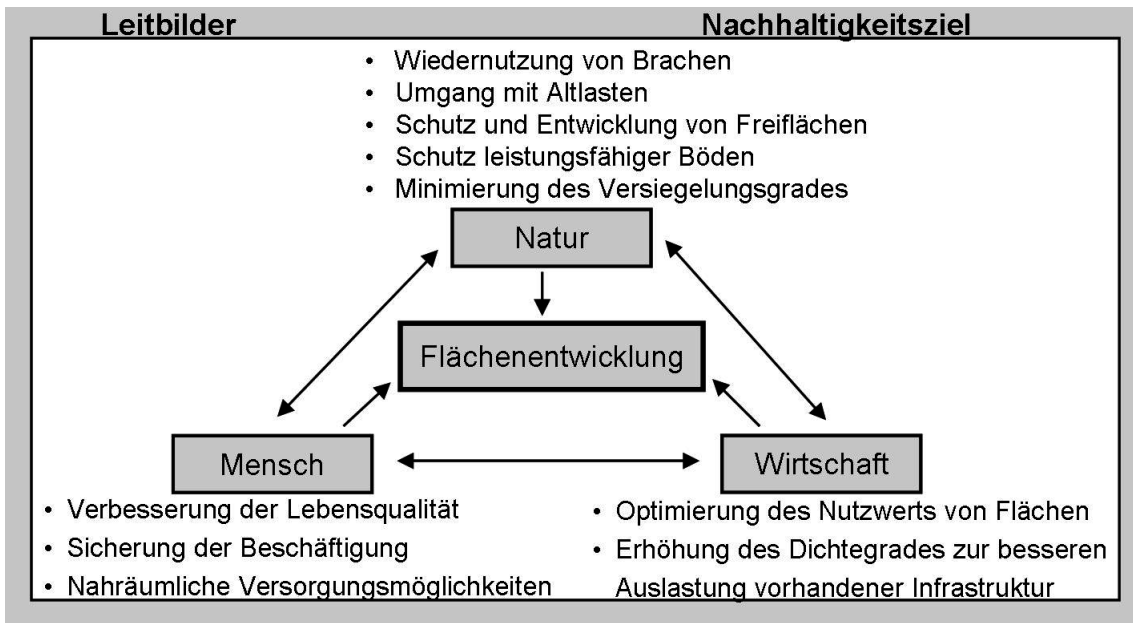 Leitbilder
Nachhaltigkeitsziel
• Wiedernutzung von Brachen
• Umgang mit Altlasten
• Schutz und Entwicklung von Freiflächen
• Schutz leistungsfähiger Böden
• Minimierung des Versiegelungsgrades
Natur
Flächenentwicklung
Mensch
• Verbesserung der Lebensqualität
• Sicherung der Beschäftigung
• Nahräumliche Versorgungsmöglichkeiten
Wirtschaft
• Optimierung des Nutzwerts von Flächen
• Erhöhung des Dichtegrades zur besseren
Auslastung vorhandener Infrastruktur